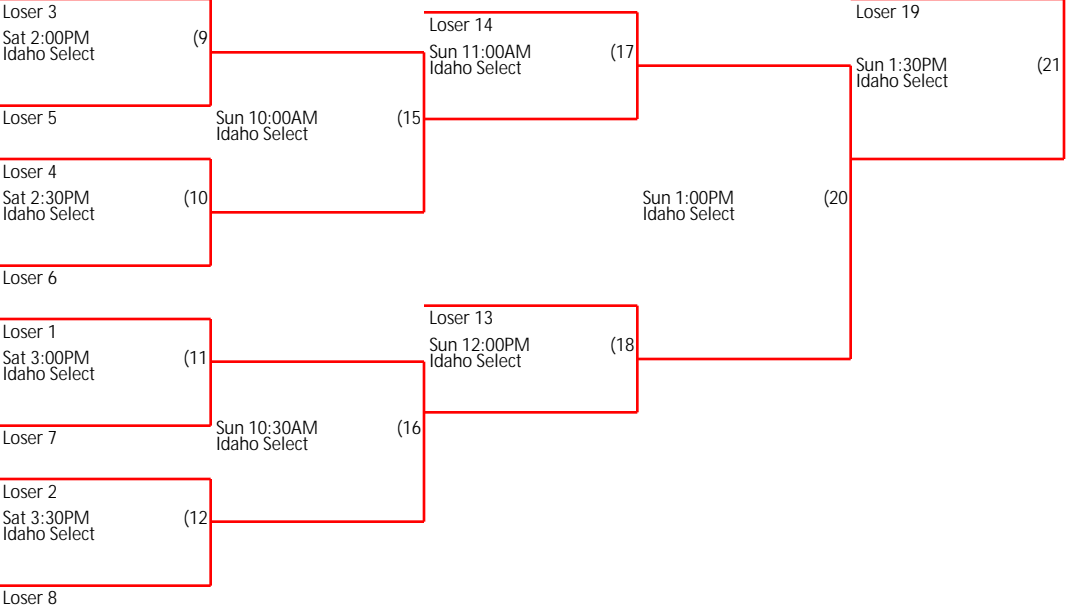 Loser 3
Sat 2:00PM (9
Idaho Select
Loser 5
Loser 4
Sat 2:30PM (10
Idaho Select
Loser 6
Loser 1
Sat 3:00PM (11
Idaho Select
Loser 7
Loser 2
Sat 3:30PM (12
Idaho Select
Loser 8
Sun 10:00AM (15
Idaho Select
Sun 10:30AM (16
Idaho Select
Loser 14
Sun 11:00AM (17
Idaho Select
Loser 13
Sun 12:00PM (18
Idaho Select
Sun 1:00PM (20
Idaho Select
Loser 19
Sun 1:30PM (21
Idaho Select